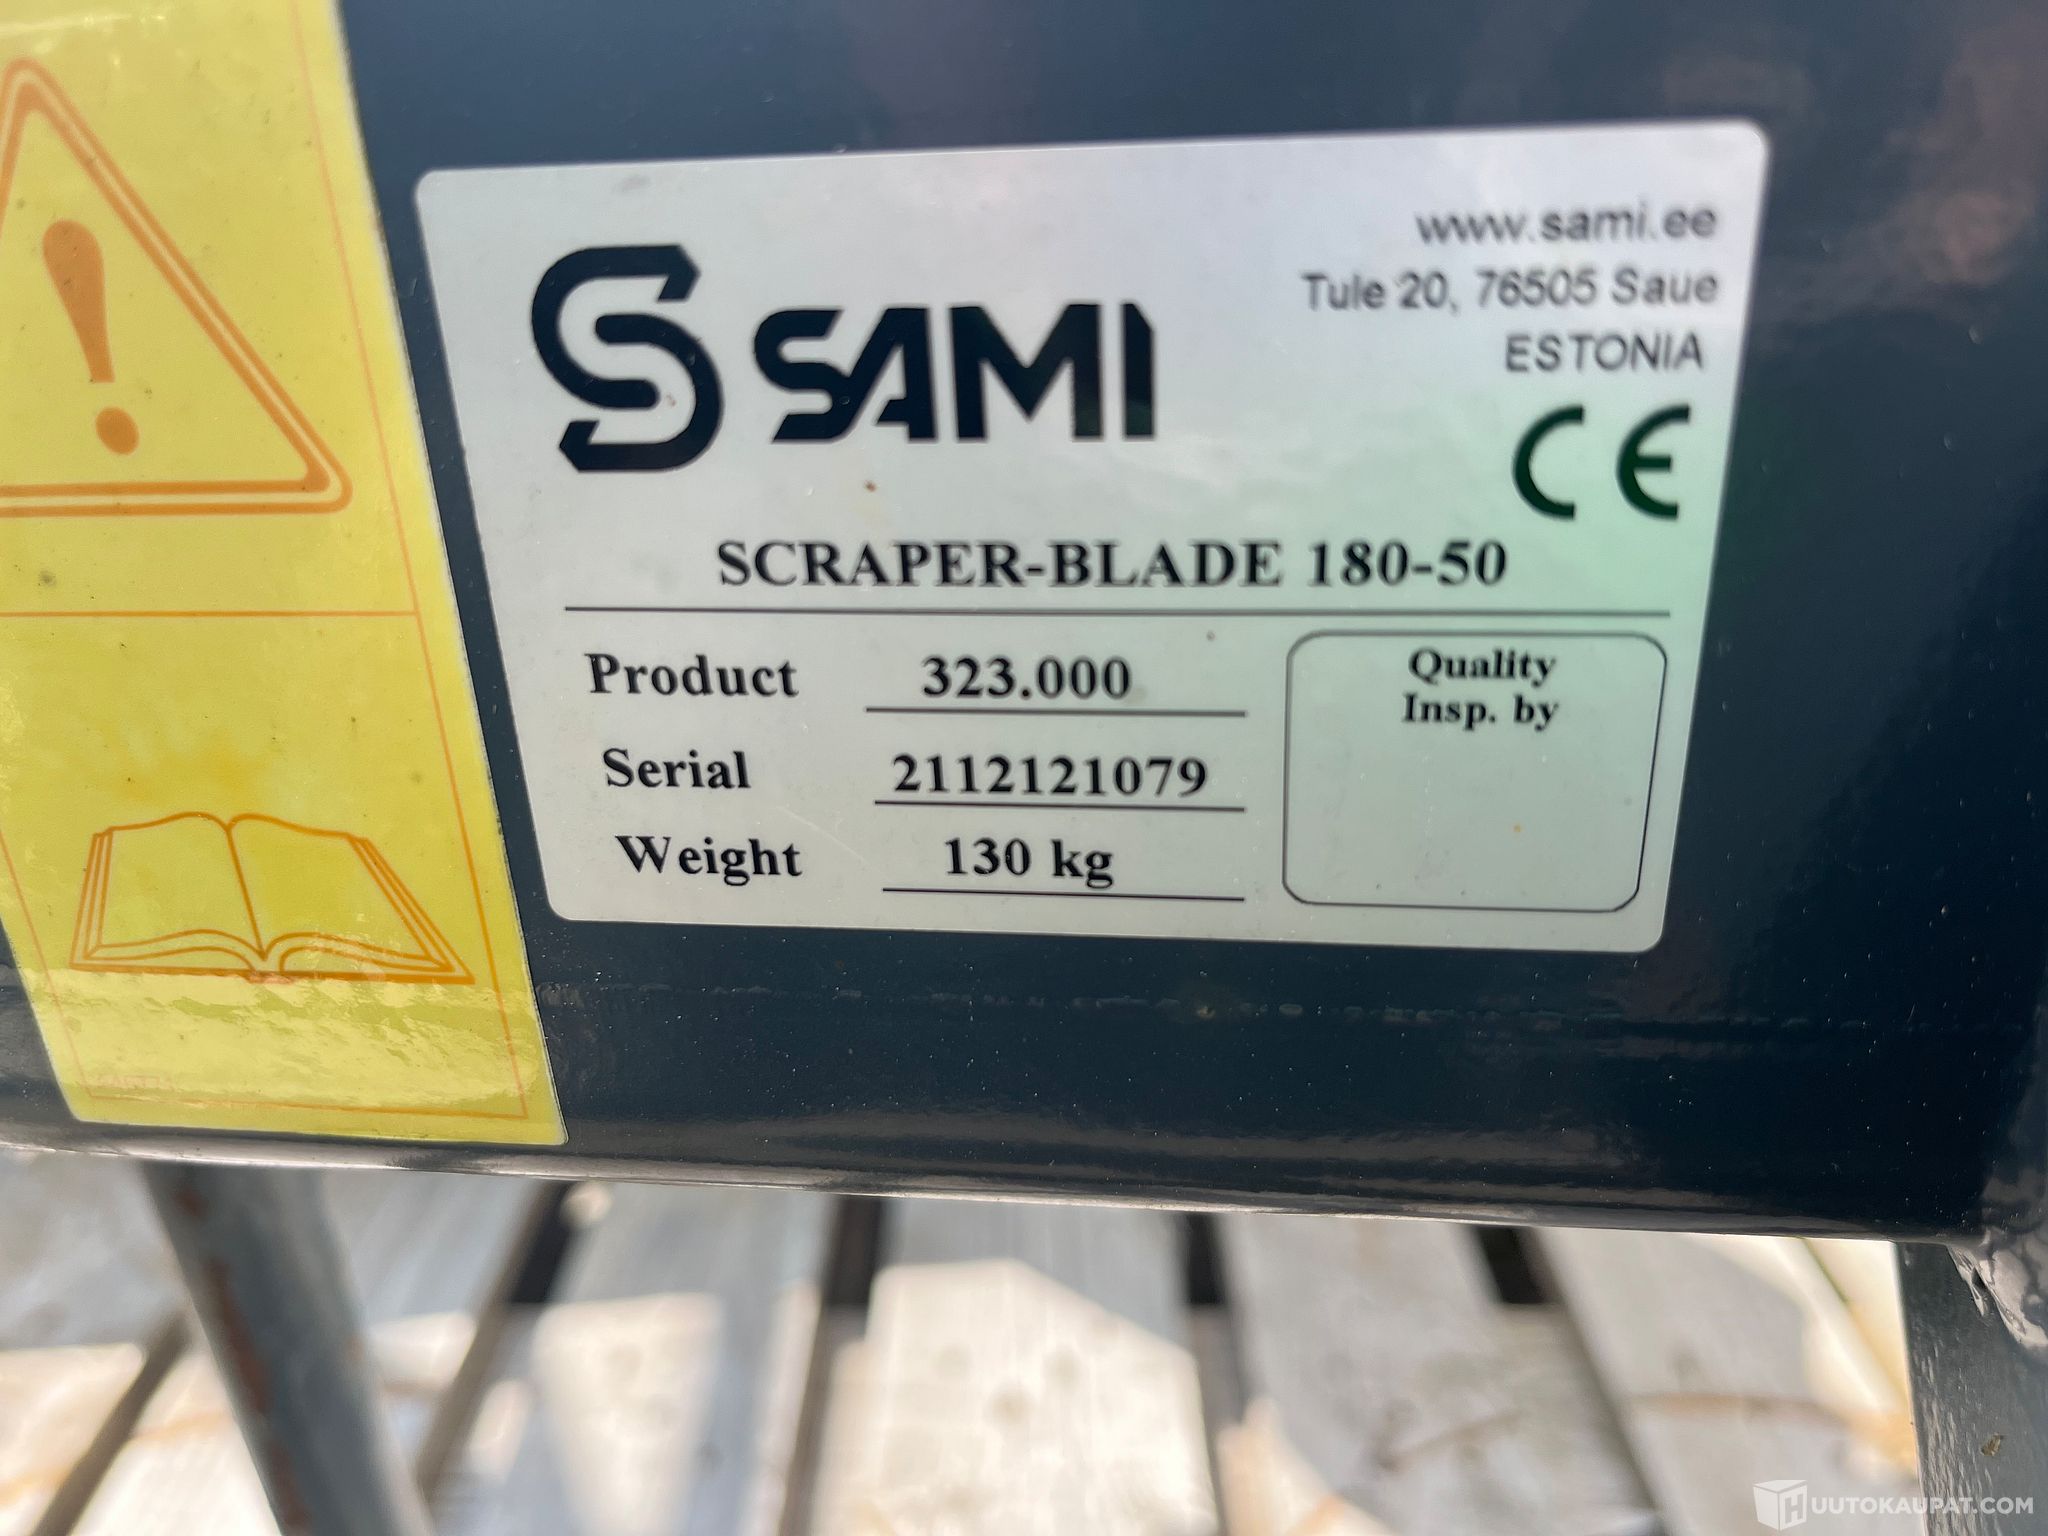 SAMI
www.sami.ee
Tule 20, 76505 Saue
ESTONIA
CE
SCRAPER-BLADE 180-50
Product 323.000
Serial 2112121079
Weight 130 kg
Quality
Insp. by
HUUTOKAUPAT.COM